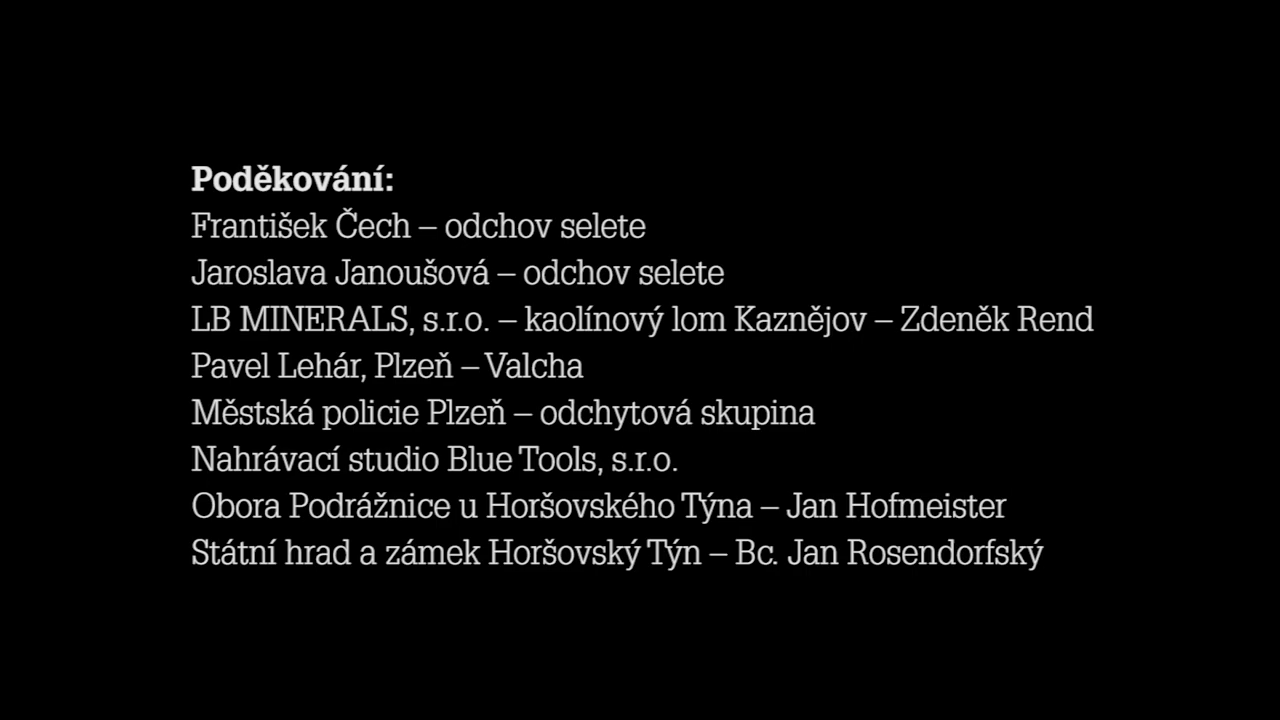 Poděkování:
František Čech – odchov selete
Jaroslava Janoušová – odchov selete
LB MINERALS, s.r.o. – kaolínový lom Kaznějov – Zdeněk Rend
Pavel Lehár, Plzeň – Valcha
Městská policie Plzeň – odchytová skupina
Nahrávací studio Blue Tools, s.r.o.
Obora Podrážnice u Horšovského Týna – Jan Hofmeister
Státní hrad a zámek Horšovský Týn – Bc. Jan Rosendorfský